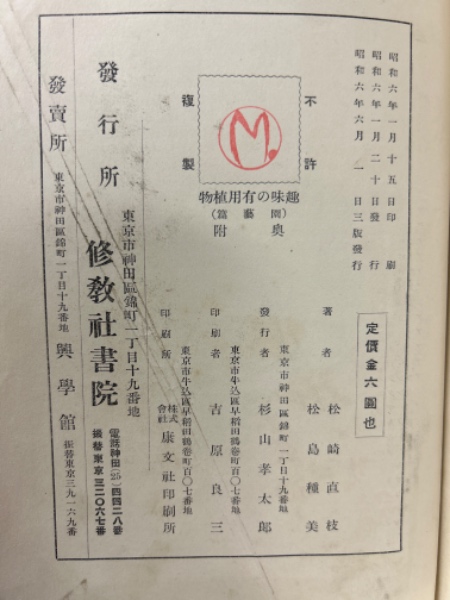 昭和六年一月十五日印刷
昭和六年一月二十日發行
昭和六年六月一日三版發行
定價金六圓也
不許
複製
M.
趣味の有用植物
(園藝篇)
奥附
著者 松崎直枝
松島種美
東京市神田區錦町一丁目十九番地
發行者 杉山孝太郎
東京市牛込區早稻田鶴卷町百〇七番地
印刷者 吉原良三
東京市牛込區早稻田鶴卷町百〇七番地
印刷所 株式會社 康文社印刷所
東京市神田區錦町一丁目十九番地
發行所 修教社書院
電話神田(25)四四二八番
振替東京三二〇六七番
發賣所 東京市神田區錦町一丁目十九番地 興學館 振替東京三九一六九番